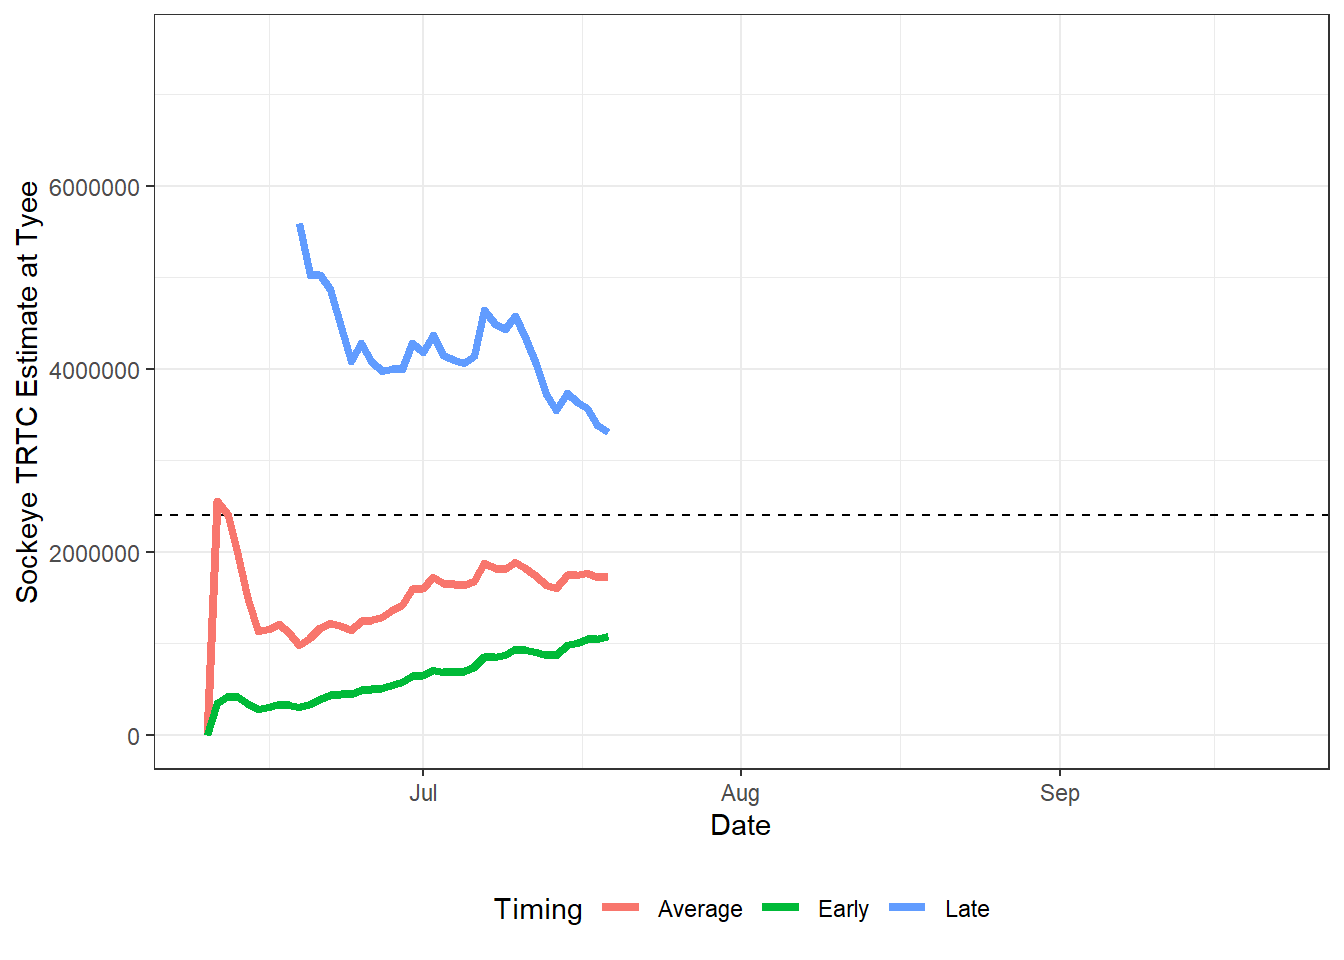 Sockeye TRTC Estimate at Tyee
6000000
4000000
2000000
0
Jul Aug Sep
Date
Timing Average Early Late